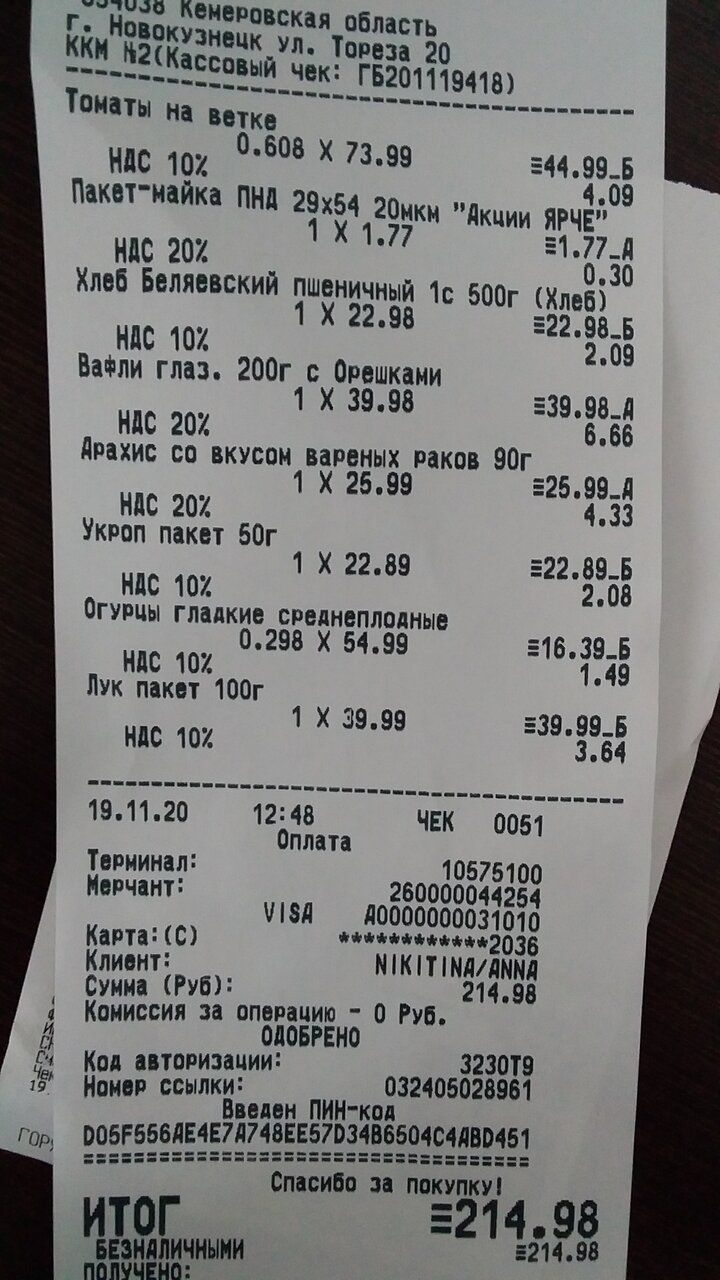 654038 Кемеровская область
г. Новокузнецк ул. Тореза 20
ККМ №2(Кассовый чек: ГБ201119418)
Томаты на ветке
0.608 X 73.99 ≡44.99_Б
НДС 10% 4.09
Пакет-майка ПНД 29х54 20мкм "Акции ЯРЧЕ"
1 X 1.77 ≡1.77_А
НДС 20% 0.30
Хлеб Беляевский пшеничный 1с 500г (Хлеб)
1 X 22.98 ≡22.98_Б
НДС 10% 2.09
Вафли глаз. 200г с Орешками
1 X 39.98 ≡39.98_А
НДС 20% 6.66
Арахис со вкусом вареных раков 90г
1 X 25.99 ≡25.99_А
НДС 20% 4.33
Укроп пакет 50г
1 X 22.89 ≡22.89_Б
НДС 10% 2.08
Огурцы гладкие среднеплодные
0.298 X 54.99 ≡16.39_Б
НДС 10% 1.49
Лук пакет 100г
1 X 39.99 ≡39.99_Б
НДС 10% 3.64
19.11.20 12:48 ЧЕК 0051
Оплата
Терминал: 10575100
Мерчант: 260000044254
VISA A0000000031010
Карта:(С) ************2036
Клиент: NIKITINA/ANNA
Сумма (Руб): 214.98
Комиссия за операцию - 0 Руб.
ОДОБРЕНО
Код авторизации: 3230T9
Номер ссылки: 032405028961
Введен ПИН-код
D05F556AE4E7A748EE57D34B6504C4ABD451
==================================
Спасибо за покупку!
ИТОГ ≡214.98
БЕЗНАЛИЧНЫМИ ≡214.98
ПОЛУЧЕНО:
19.